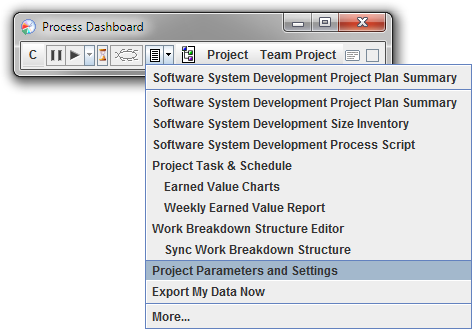 Process Dashboard
C Project Team Project
Software System Development Project Plan Summary
Software System Development Project Plan Summary
Software System Development Size Inventory
Software System Development Process Script
Project Task & Schedule
Earned Value Charts
Weekly Earned Value Report
Work Breakdown Structure Editor
Sync Work Breakdown Structure
Project Parameters and Settings
Export My Data Now
More...